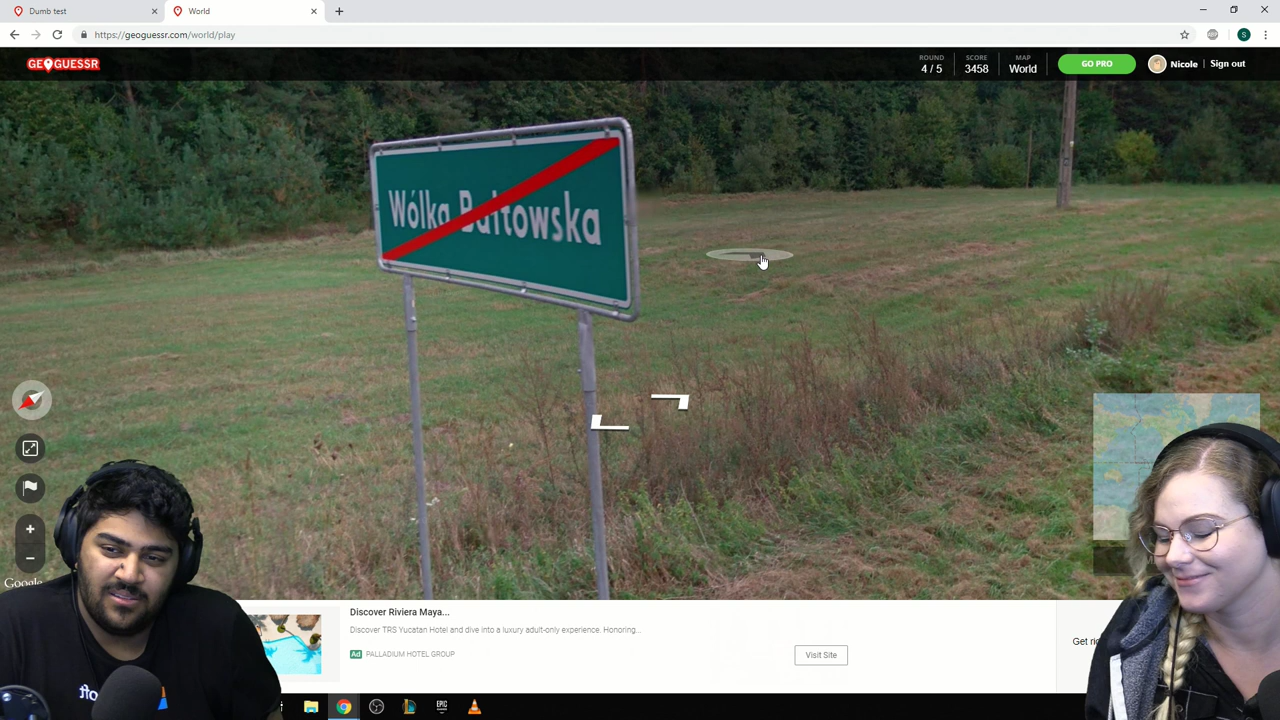 Dumb test
World
https://geoguessr.com/world/play
ABP
S
GEOGUESSR
ROUND
4 / 5
SCORE
3458
MAP
World
GO PRO
Nicole
Sign out
Wólka Bałtowska
Google
Discover Riviera Maya...
Discover TRS Yucatan Hotel and dive into a luxury adult-only experience. Honoring...
Ad PALLADIUM HOTEL GROUP
Visit Site
EPIC